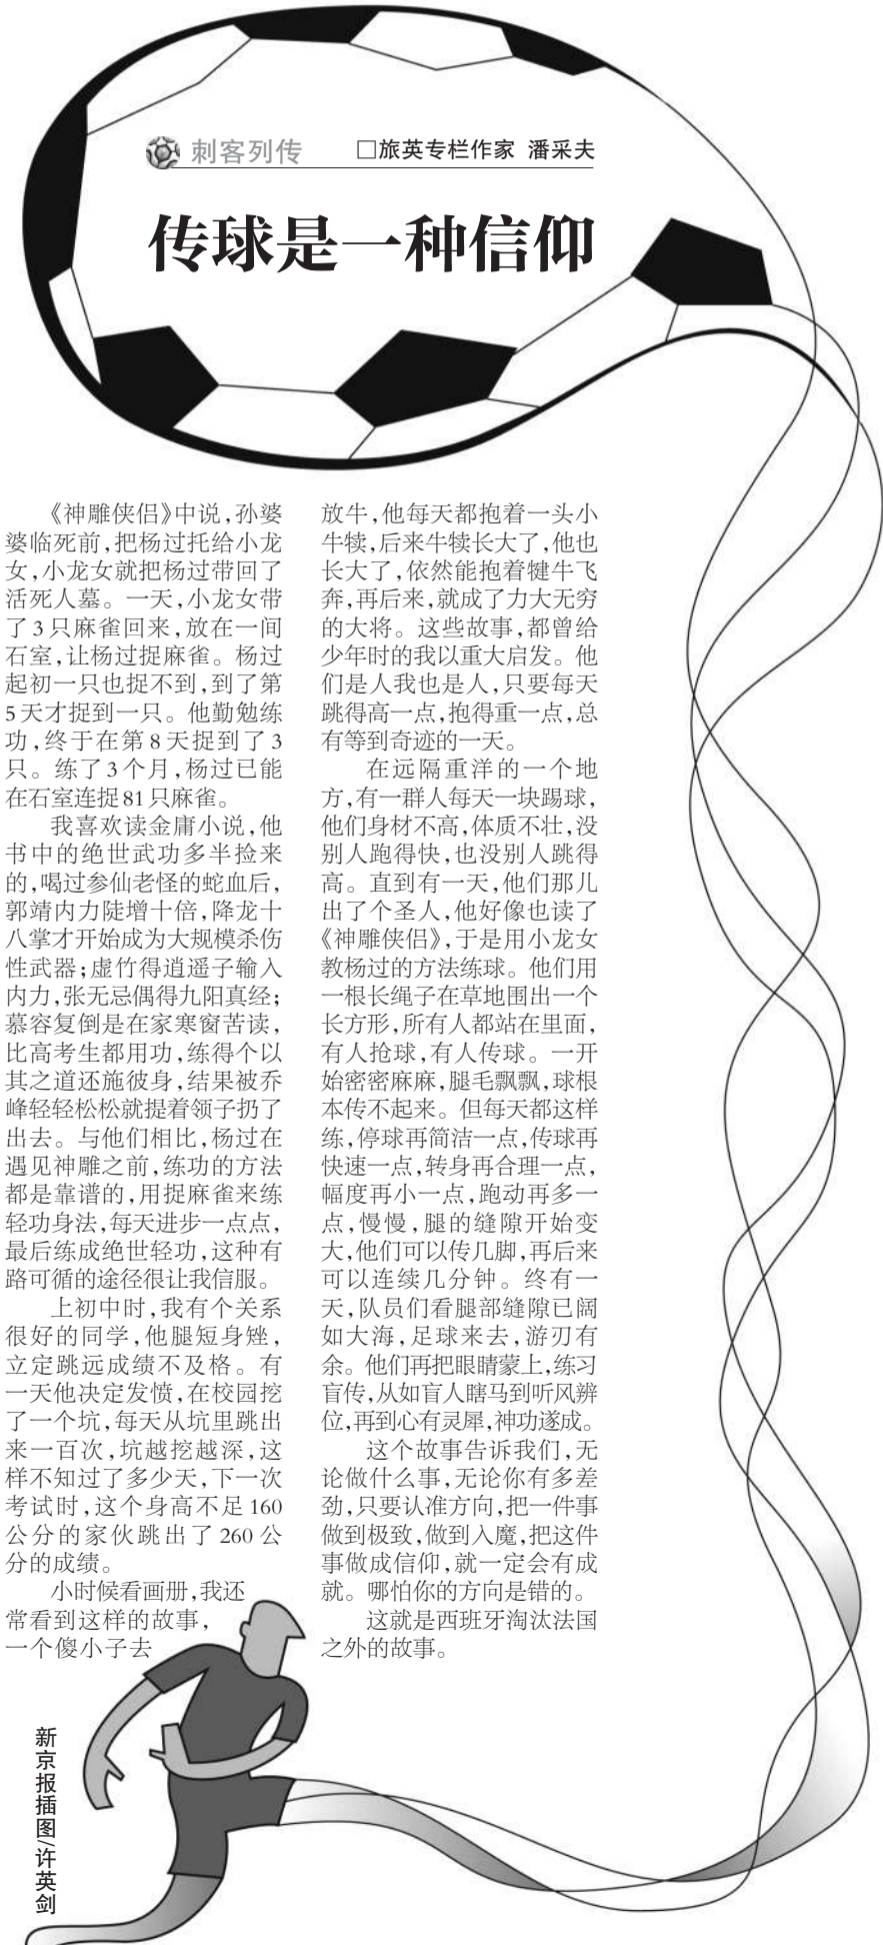 刺客列传
□旅英专栏作家 潘采夫
传球是一种信仰
《神雕侠侣》中说,孙婆
婆临死前,把杨过托给小龙
女,小龙女就把杨过带回了
活死人墓。一天,小龙女带
了3只麻雀回来,放在一间
石室,让杨过捉麻雀。杨过
起初一只也捉不到,到了第
5天才捉到一只。他勤勉练
功,终于在第8天捉到了3
只。练了3个月,杨过已能
在石室连捉81只麻雀。
我喜欢读金庸小说,他
书中的绝世武功多半捡来
的,喝过参仙老怪的蛇血后,
郭靖内力陡增十倍,降龙十
八掌才开始成为大规模杀伤
性武器;虚竹得逍遥子输入
内力,张无忌偶得九阳真经;
慕容复倒是在家寒窗苦读,
比高考生都用功,练得个以
其之道还施彼身,结果被乔
峰轻轻松松就提着领子扔了
出去。与他们相比,杨过在
遇见神雕之前,练功的方法
都是靠谱的,用捉麻雀来练
轻功身法,每天进步一点点,
最后练成绝世轻功,这种有
路可循的途径很让我信服。
上初中时,我有个关系
很好的同学,他腿短身矬,
立定跳远成绩不及格。有
一天他决定发愤,在校园挖
了一个坑,每天从坑里跳出
来一百次,坑越挖越深,这
样不知过了多少天,下一次
考试时,这个身高不足160
公分的家伙跳出了260公
分的成绩。
小时候看画册,我还
常看到这样的故事,
一个傻小子去
放牛,他每天都抱着一头小
牛犊,后来牛犊长大了,他也
长大了,依然能抱着犍牛飞
奔,再后来,就成了力大无穷
的大将。这些故事,都曾给
少年时的我以重大启发。他
们是人我也是人,只要每天
跳得高一点,抱得重一点,总
有等到奇迹的一天。
在远隔重洋的一个地
方,有一群人每天一块踢球,
他们身材不高,体质不壮,没
别人跑得快,也没别人跳得
高。直到有一天,他们那儿
出了个圣人,他好像也读了
《神雕侠侣》,于是用小龙女
教杨过的方法练球。他们用
一根长绳子在草地围出一个
长方形,所有人都站在里面,
有人抢球,有人传球。一开
始密密麻麻,腿毛飘飘,球根
本传不起来。但每天都这样
练,停球再简洁一点,传球再
快速一点,转身再合理一点,
幅度再小一点,跑动再多一
点,慢慢,腿的缝隙开始变
大,他们可以传几脚,再后来
可以连续几分钟。终有一
天,队员们看腿部缝隙已阔
如大海,足球来去,游刃有
余。他们再把眼睛蒙上,练习
盲传,从如盲人瞎马到听风辨
位,再到心有灵犀,神功遂成。
这个故事告诉我们,无
论做什么事,无论你有多差
劲,只要认准方向,把一件事
做到极致,做到入魔,把这件
事做成信仰,就一定会有成
就。哪怕你的方向是错的。
这就是西班牙淘汰法国
之外的故事。
新京报插图/许英剑